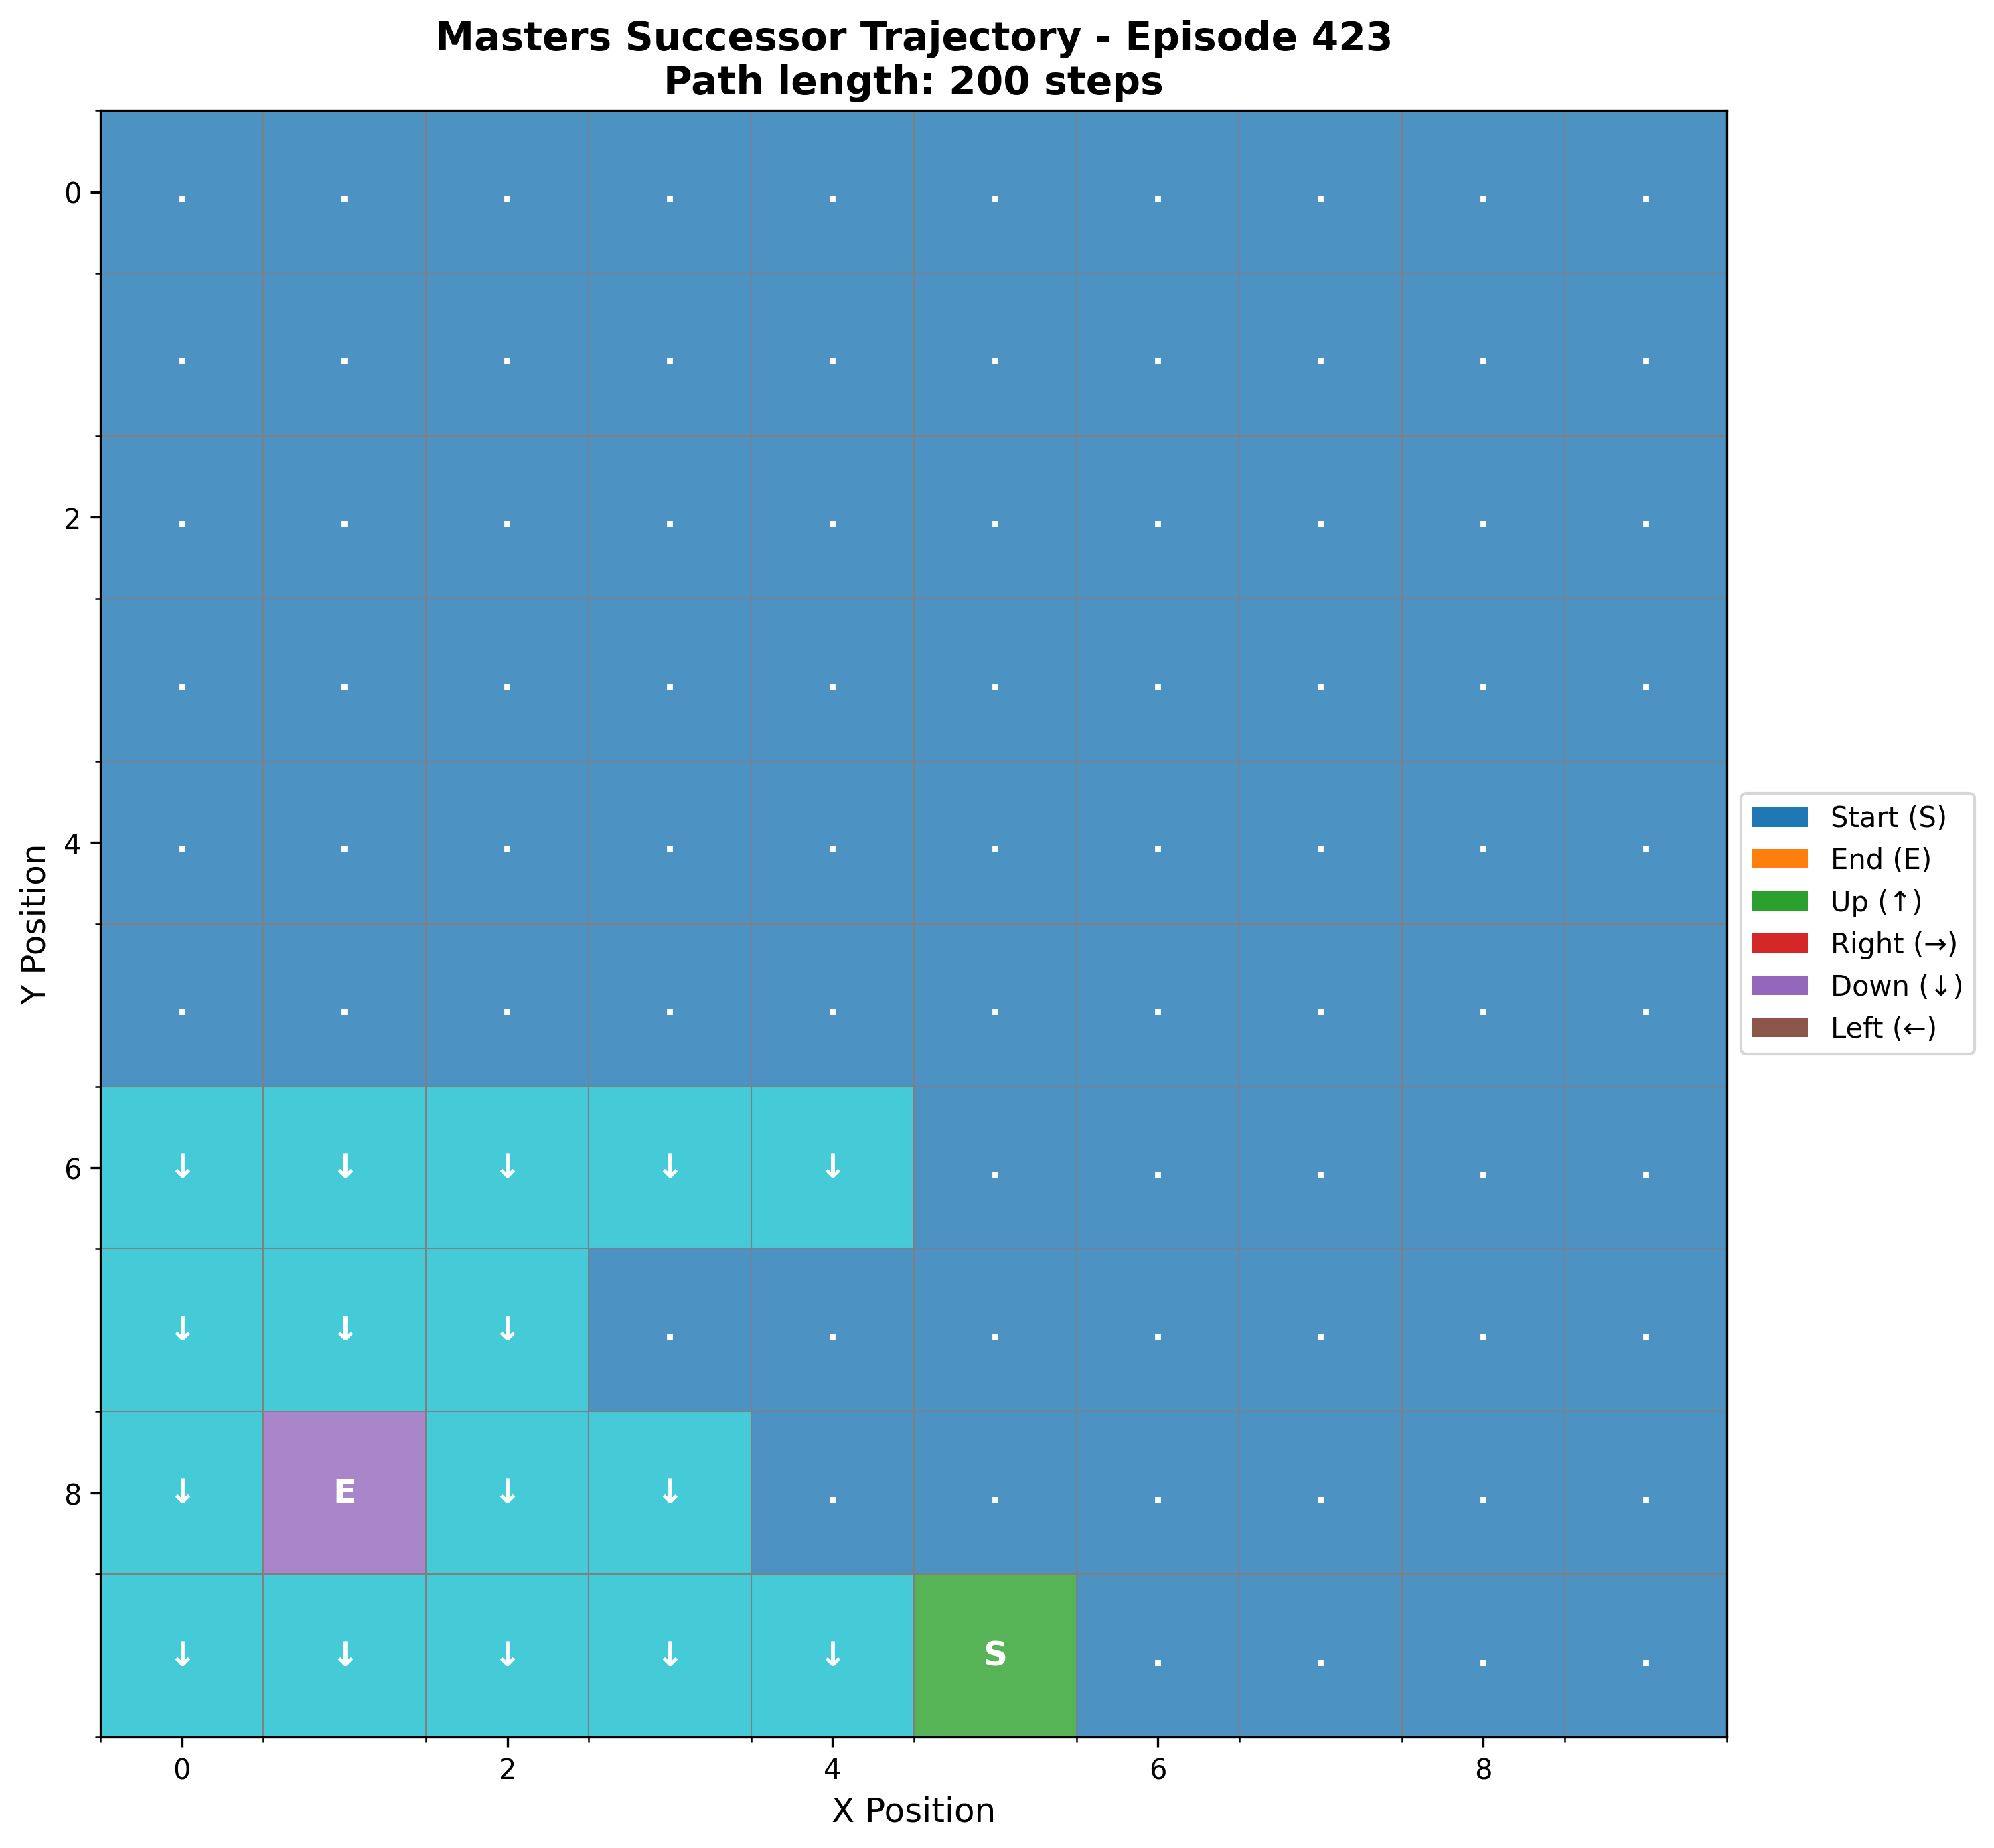 Masters Successor Trajectory - Episode 423
Path length: 200 steps
0 . . . . . . . . . .
. . . . . . . . . .
2 . . . . . . . . . .
. . . . . . . . . .
4 . . . . . . . . . .
. . . . . . . . . .
6 ↓ ↓ ↓ ↓ ↓ . . . . .
↓ ↓ ↓ . . . . . . .
8 ↓ E ↓ ↓ . . . . . .
↓ ↓ ↓ ↓ ↓ S . . . .
0 2 4 6 8
X Position
Y Position
Start (S)
End (E)
Up (↑)
Right (→)
Down (↓)
Left (←)